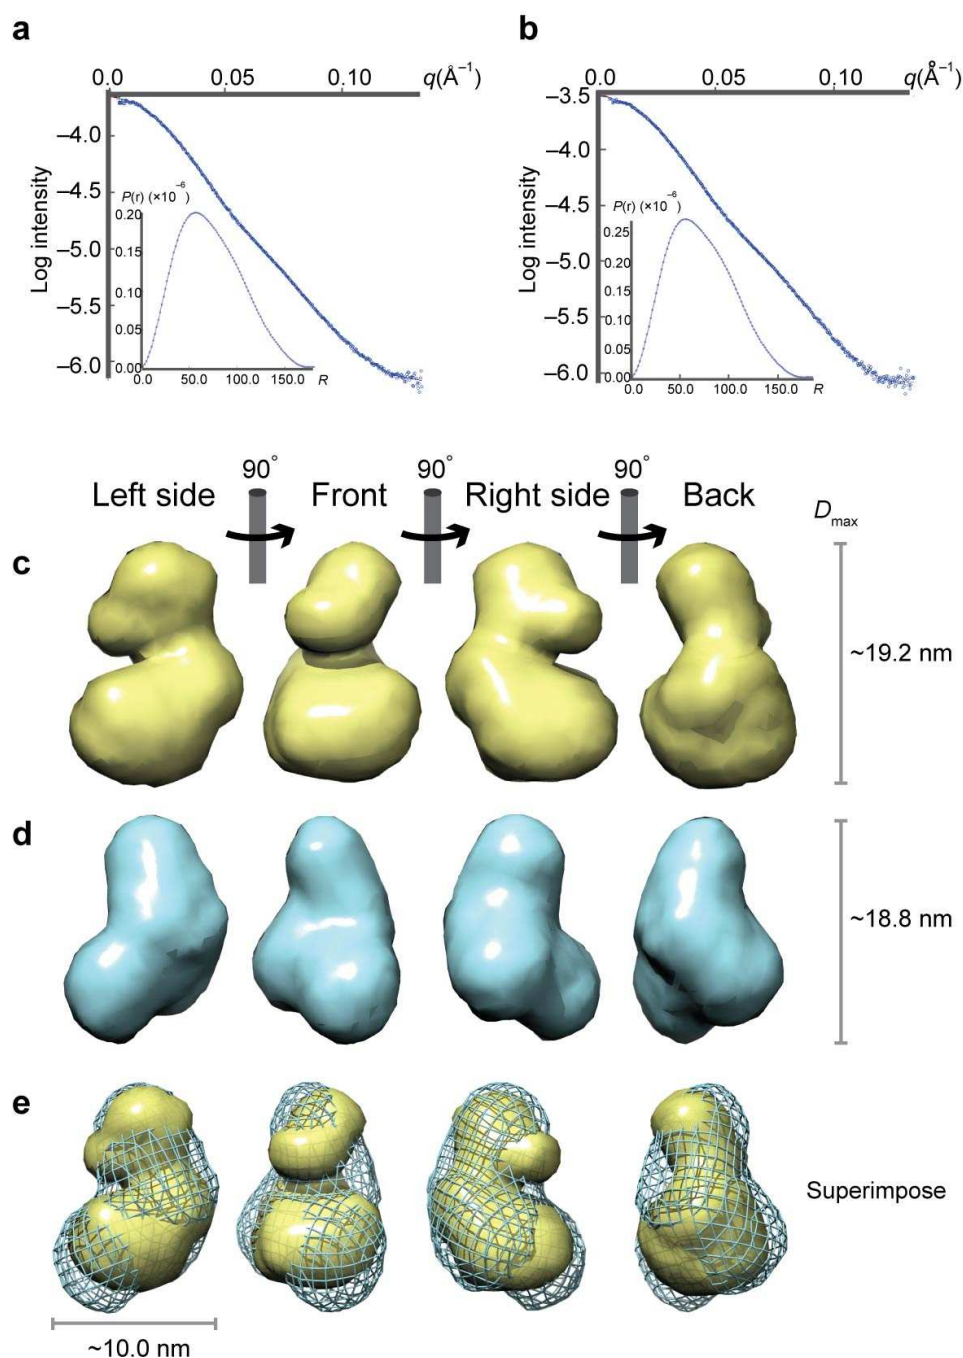 a
0.0 0.05 0.10 q(Å⁻¹)
–4.0
–4.5
–5.0
–5.5
–6.0
Log intensity
P(r) (×10⁻⁶)
0.20
0.15
0.10
0.05
0.00
0.0 50.0 100.0 150.0 R
b
0.0 0.05 0.10 q(Å⁻¹)
–3.5
–4.0
–4.5
–5.0
–5.5
–6.0
Log intensity
P(r) (×10⁻⁶)
0.25
0.20
0.15
0.10
0.05
0.00
0.0 50.0 100.0 150.0 R
90° 90° 90°
Left side Front Right side Back
Dmax
c
~19.2 nm
d
~18.8 nm
e
Superimpose
~10.0 nm